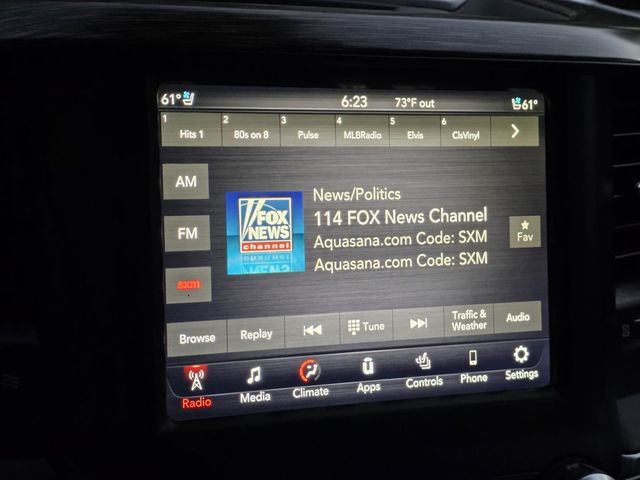 61° 6:23 73°F out 61°
1 2 3 4 5 6
Hits 1 80s on 8 Pulse MLBRadio Elvis ClsVinyl
AM
FM
sxm
FOX
NEWS
channel
News/Politics
114 FOX News Channel
Aquasana.com Code: SXM
Aquasana.com Code: SXM
Fav
Browse Replay Tune Traffic & Weather Audio
Radio Media Climate Apps Controls Phone Settings